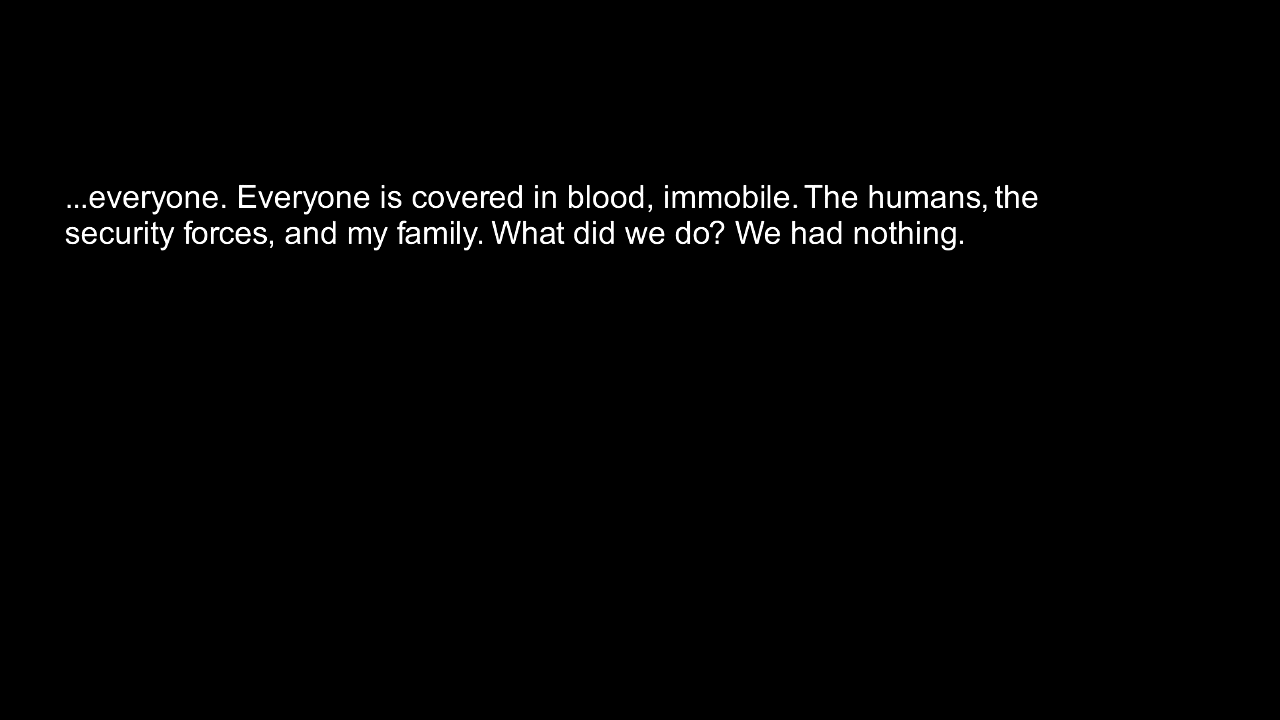 ...everyone. Everyone is covered in blood, immobile. The humans, the
security forces, and my family. What did we do? We had nothing.